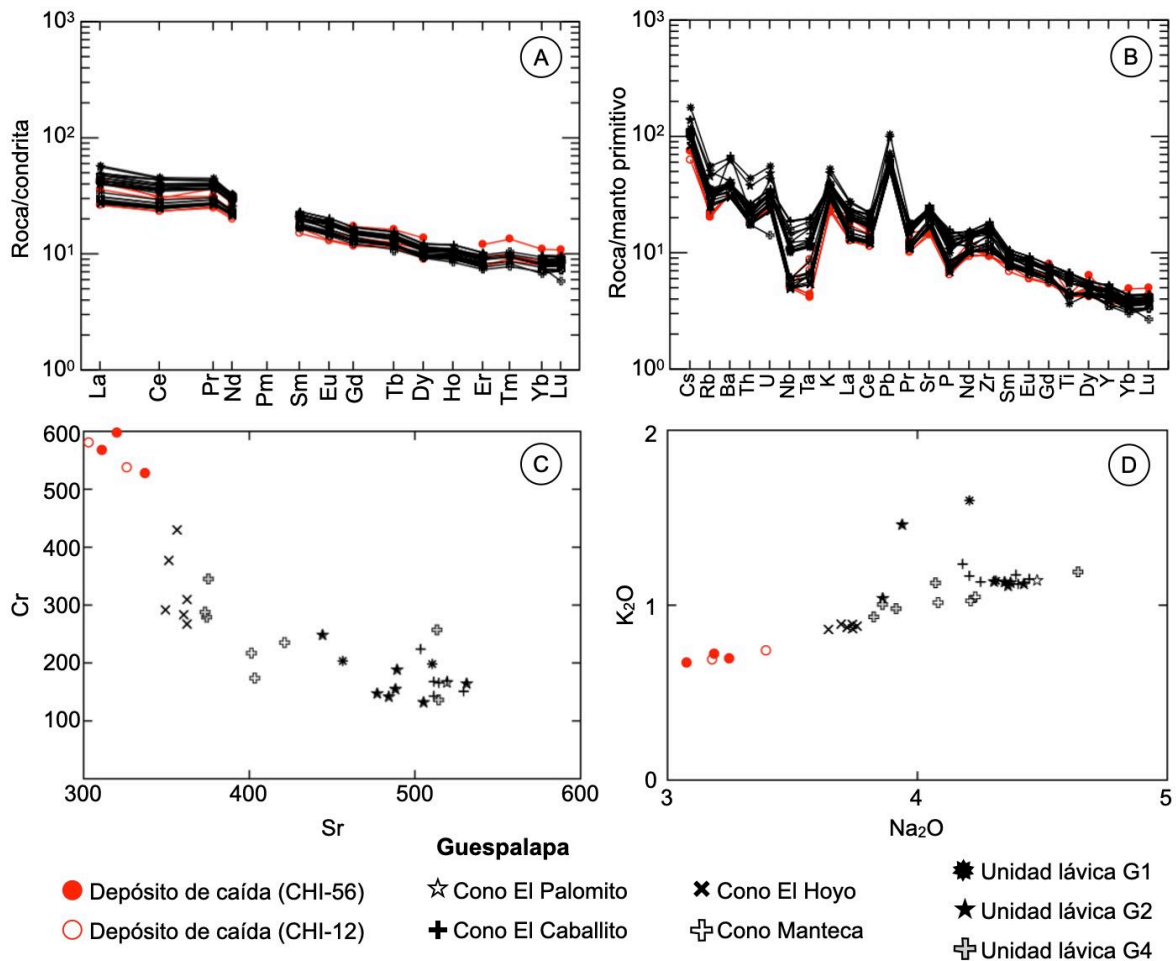 10³
10²
10¹
10⁰
Roca/condrita
A
La Ce Pr Nd Pm Sm Eu Gd Tb Dy Ho Er Tm Yb Lu
10³
10²
10¹
10⁰
Roca/manto primitivo
B
Cs Rb Ba Th U Nb Ta K La Ce Pb Pr Sr P Nd Zr Sm Eu Gd Ti Dy Y Yb Lu
600
500
400
300
200
100
Cr
C
300 400 500 600
Sr
2
1
0
K₂O
D
3 4 5
Na₂O
Guespalapa
Depósito de caída (CHI-56)
Depósito de caída (CHI-12)
Cono El Palomito
Cono El Caballito
Cono El Hoyo
Cono Manteca
Unidad lávica G1
Unidad lávica G2
Unidad lávica G4